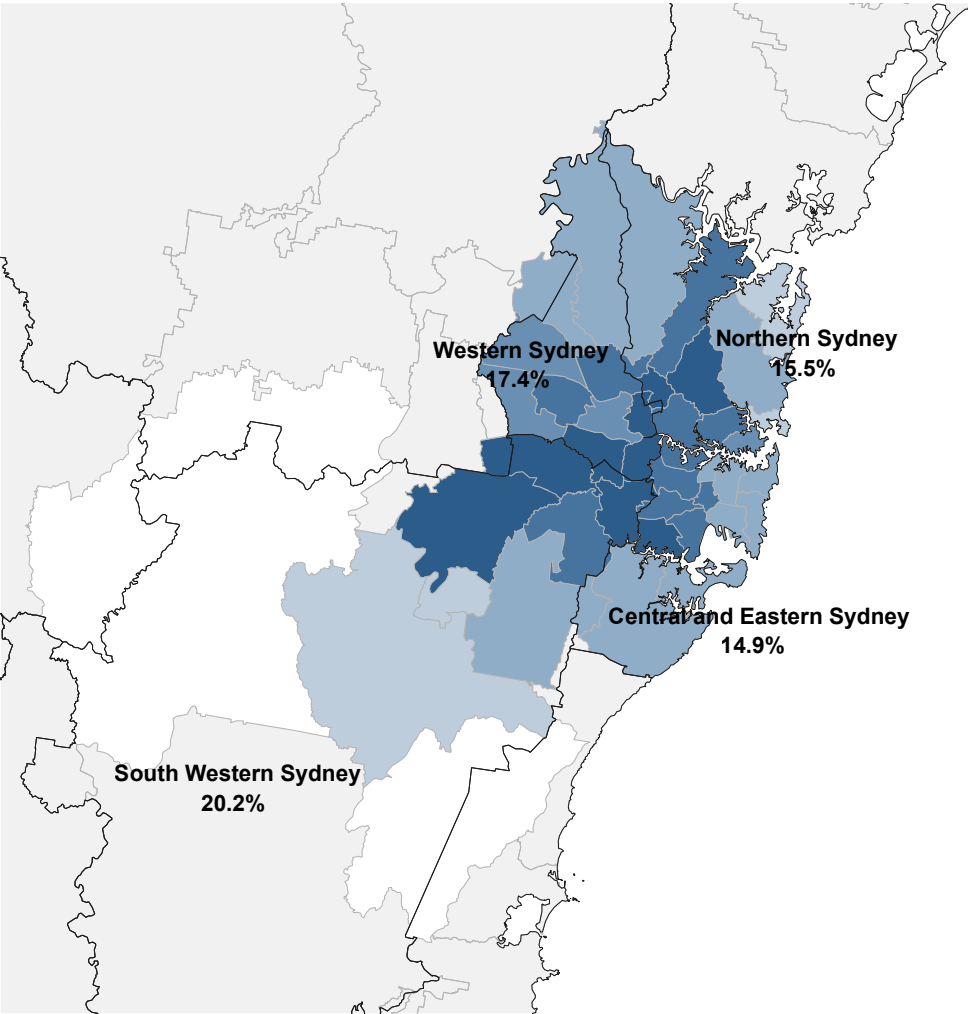 Northern Sydney
15.5%
Western Sydney
17.4%
Central and Eastern Sydney
14.9%
South Western Sydney
20.2%